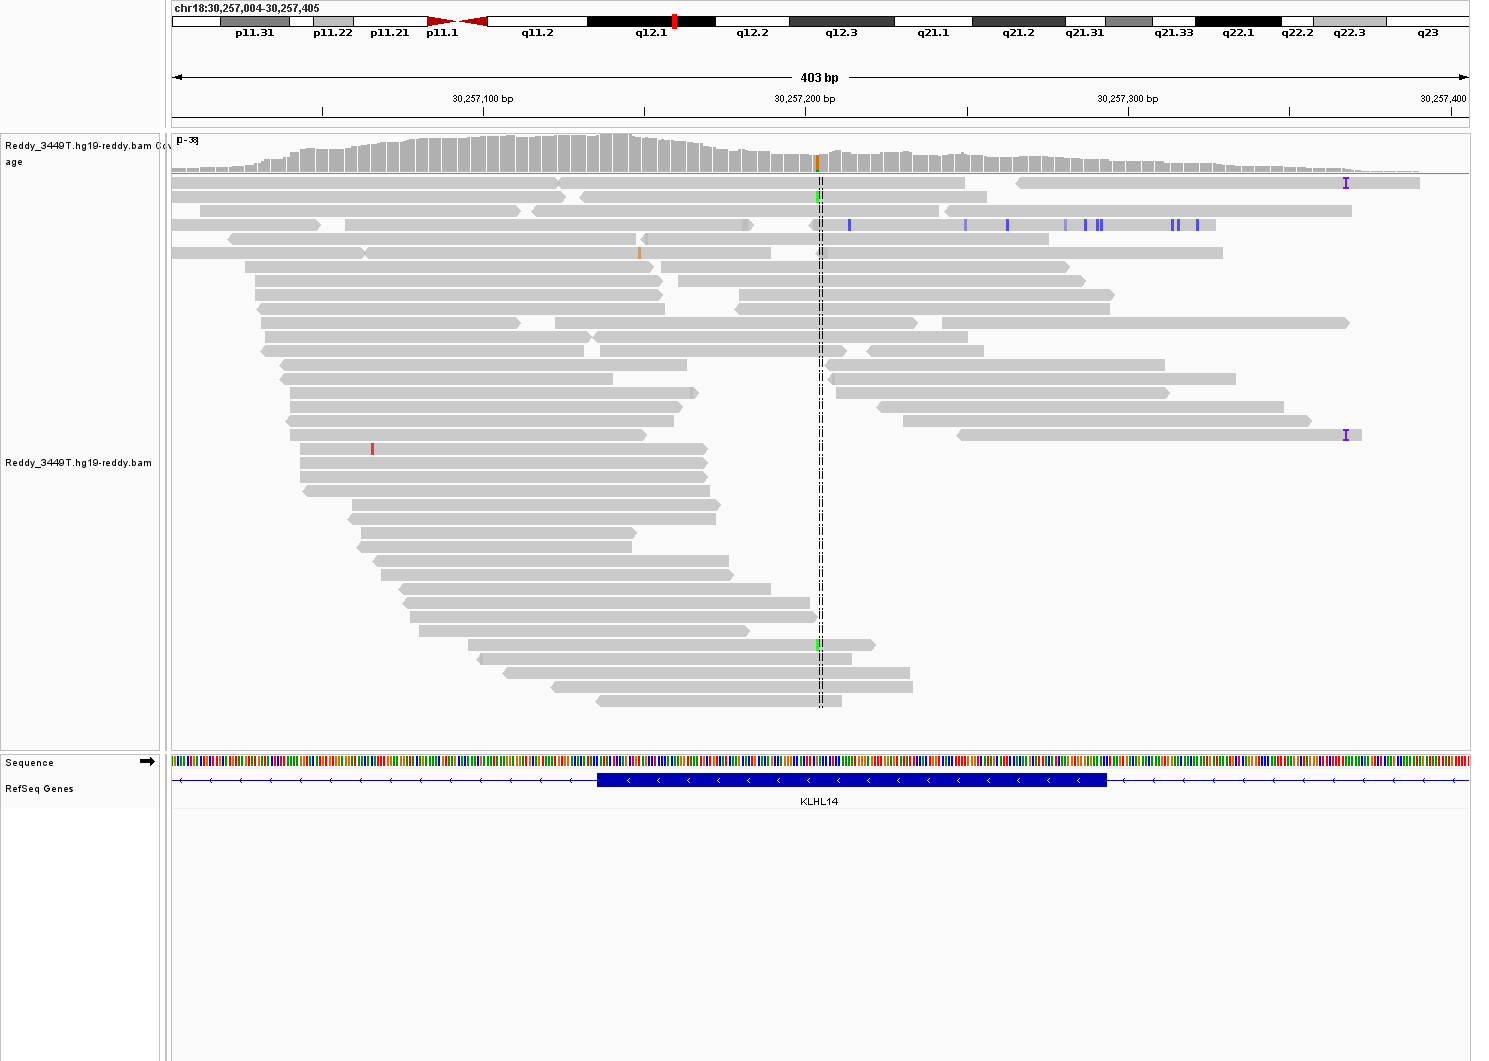 chr18:30,257,004-30,257,405
p11.31 p11.22 p11.21 p11.1 q11.2 q12.1 q12.2 q12.3 q21.1 q21.2 q21.31 q21.33 q22.1 q22.2 q22.3 q23
403 bp
30,257,100 bp 30,257,200 bp 30,257,300 bp 30,257,400
[0 - 38]
Reddy_3449T.hg19-reddy.bam Cov
age
Reddy_3449T.hg19-reddy.bam
Sequence
RefSeq Genes
KLHL14